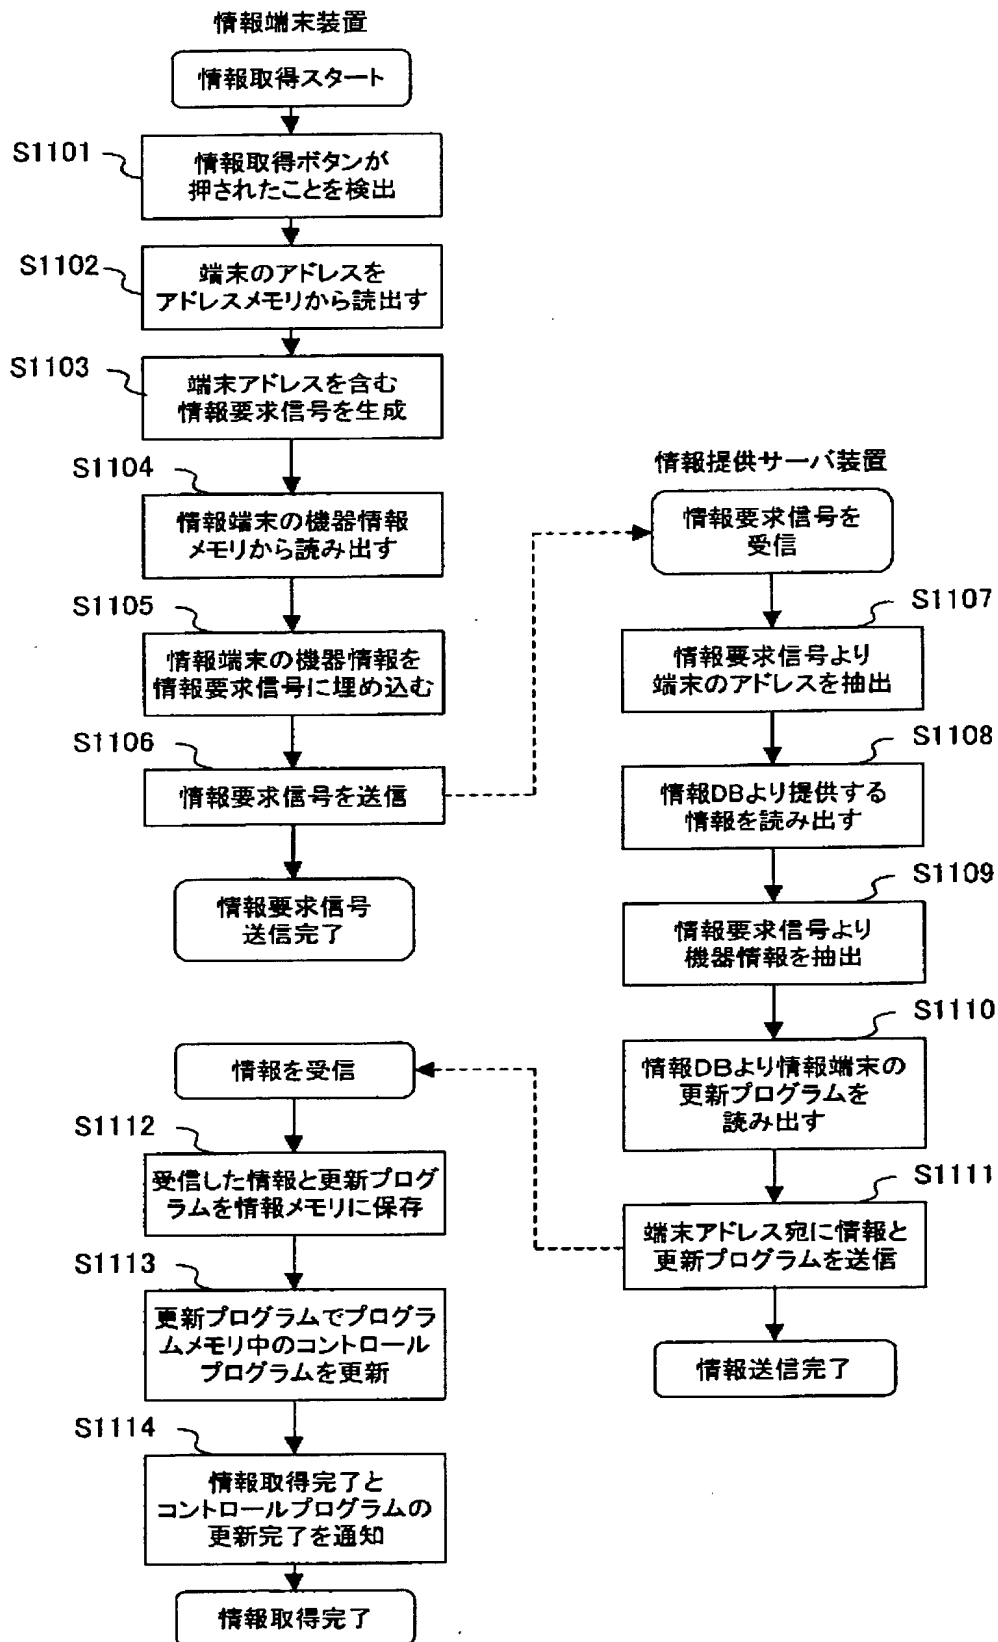 情報端末装置
情報取得スタート
S1101
情報取得ボタンが
押されたことを検出
S1102
端末のアドレスを
アドレスメモリから読出す
S1103
端末アドレスを含む
情報要求信号を生成
S1104
情報端末の機器情報
メモリから読み出す
S1105
情報端末の機器情報を
情報要求信号に埋め込む
S1106
情報要求信号を送信
情報要求信号
送信完了
情報提供サーバ装置
情報要求信号を
受信
S1107
情報要求信号より
端末のアドレスを抽出
S1108
情報DBより提供する
情報を読み出す
S1109
情報要求信号より
機器情報を抽出
S1110
情報DBより情報端末の
更新プログラムを
読み出す
S1111
端末アドレス宛に情報と
更新プログラムを送信
情報送信完了
情報を受信
S1112
受信した情報と更新プログ
ラムを情報メモリに保存
S1113
更新プログラムでプログ
ラムメモリ中のコントロール
プログラムを更新
S1114
情報取得完了と
コントロールプログラムの
更新完了を通知
情報取得完了